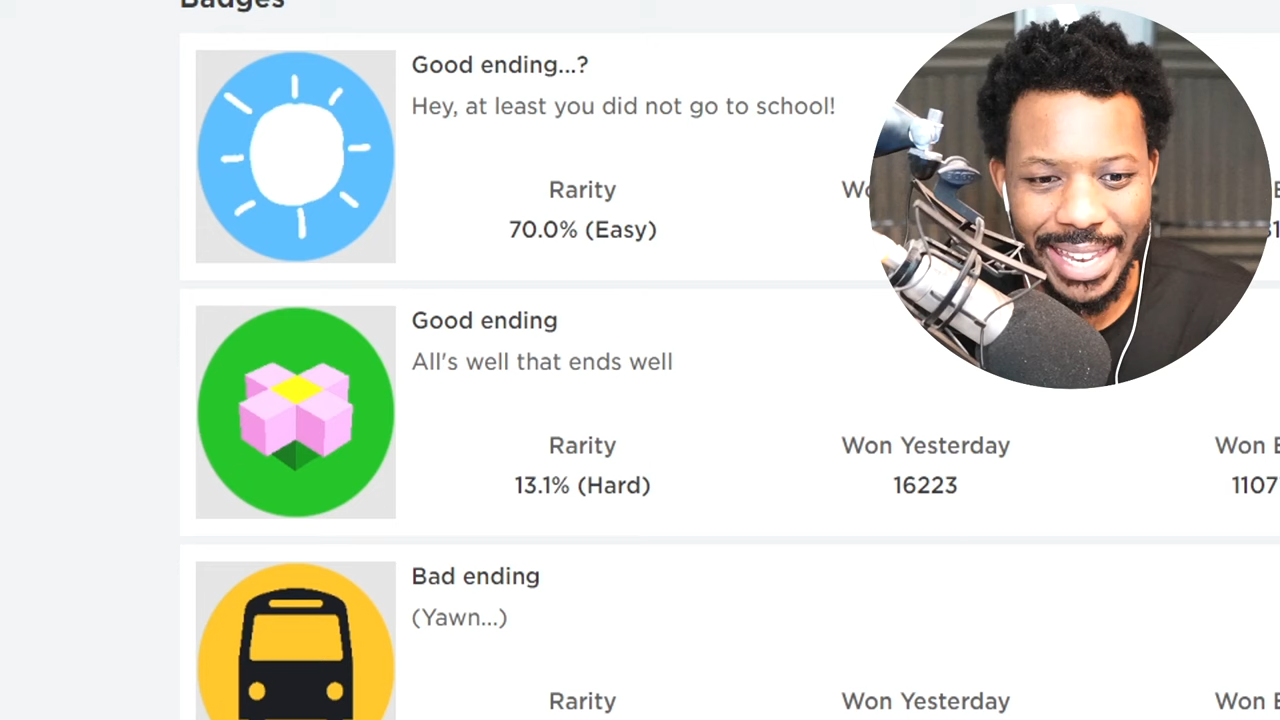 Badges
Good ending...?
Hey, at least you did not go to school!
Rarity
70.0% (Easy)
Good ending
All's well that ends well
Rarity
Won Yesterday
13.1% (Hard)
16223
1107
Bad ending
(Yawn...)
Rarity
Won Yesterday